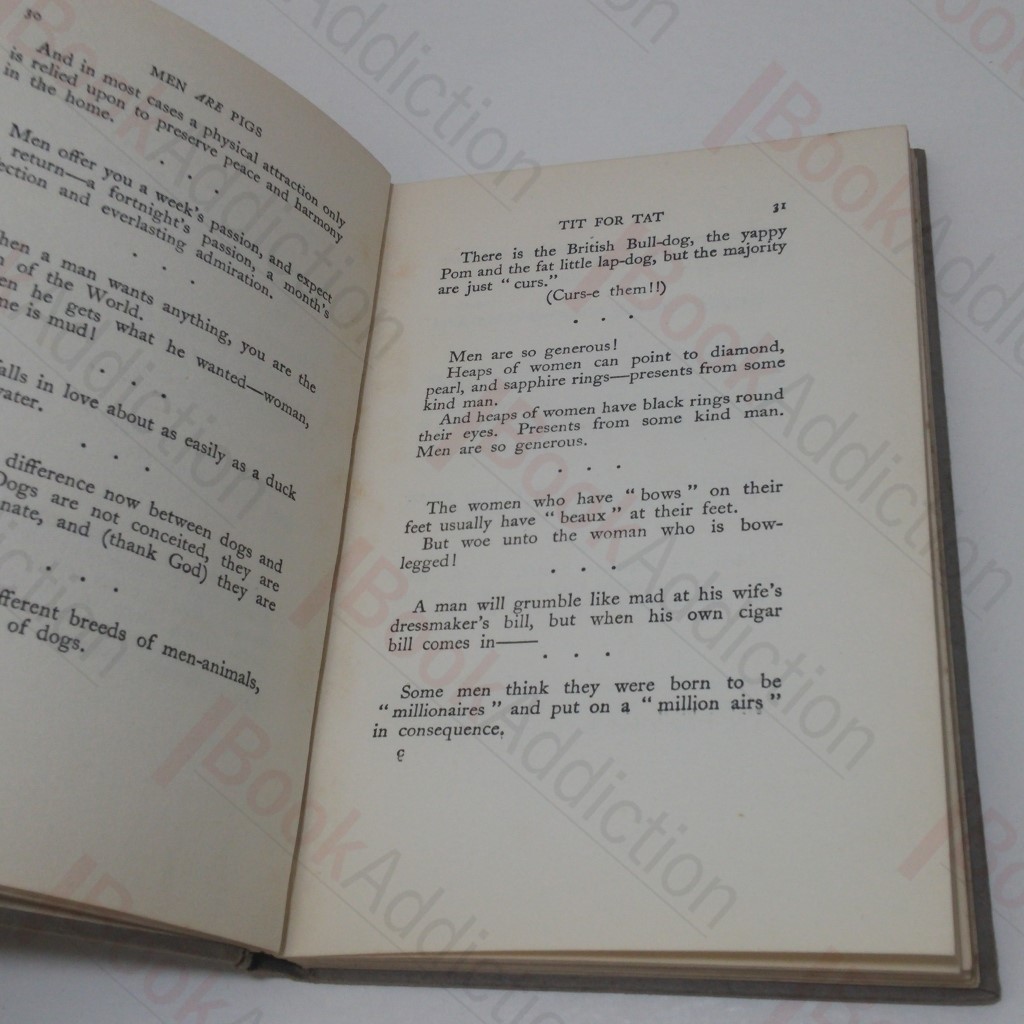 30
MEN ARE PIGS
And in most cases a physical attraction only
is relied upon to preserve peace and harmony
in the home.
Men offer you a week's passion, and expect
return—a fortnight's passion, a month's
and everlasting admiration.
a man wants anything, you are the
of the World.
he gets what he wanted—woman,
is mud!
in love about as easily as a duck
difference now between dogs and
Dogs are not conceited, they are
and (thank God) they are
breeds of men-animals,
of dogs.
TIT FOR TAT
31
There is the British Bull-dog, the yappy
Pom and the fat little lap-dog, but the majority
are just "curs."
(Curs-e them!!)
Men are so generous!
Heaps of women can point to diamond,
pearl, and sapphire rings—presents from some
kind man.
And heaps of women have black rings round
their eyes. Presents from some kind man.
Men are so generous.
The women who have "bows" on their
feet usually have "beaux" at their feet.
But woe unto the woman who is bow-
legged!
A man will grumble like mad at his wife's
dressmaker's bill, but when his own cigar
bill comes in——
Some men think they were born to be
"millionaires" and put on a "million airs"
in consequence.
BookAddiction